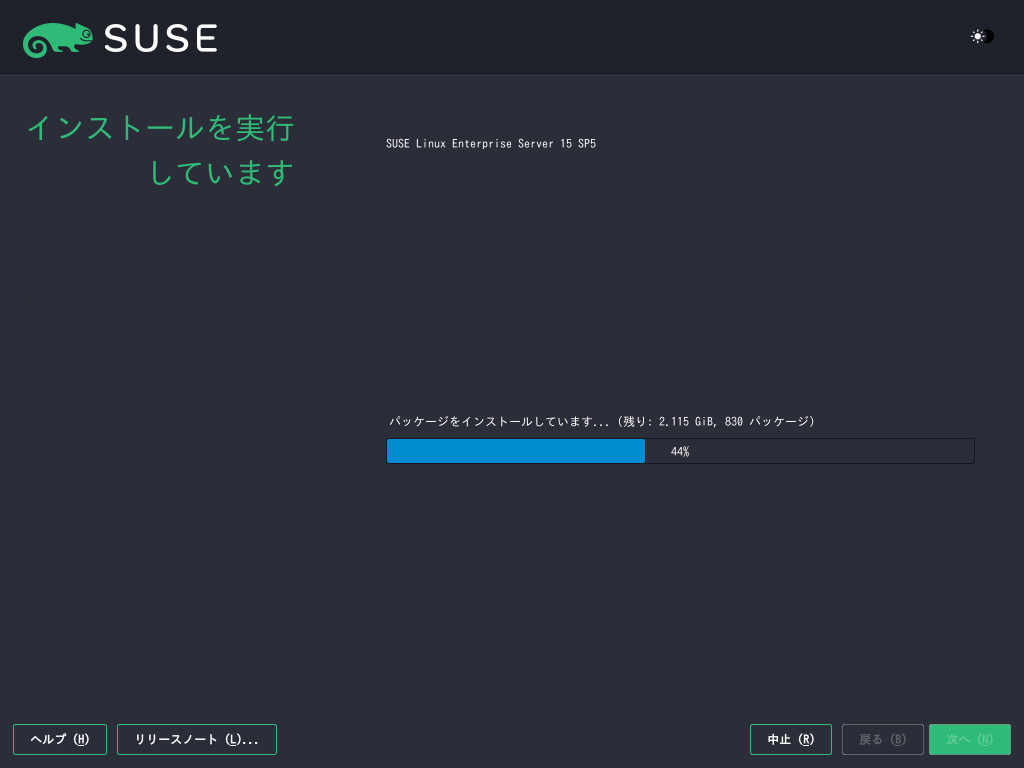 SUSE
インストールを実行
しています
SUSE Linux Enterprise Server 15 SP5
パッケージをインストールしています... (残り: 2.115 GiB, 830 パッケージ)
44%
ヘルプ (H)
リリースノート (L)...
中止 (R)
戻る (B)
次へ (N)